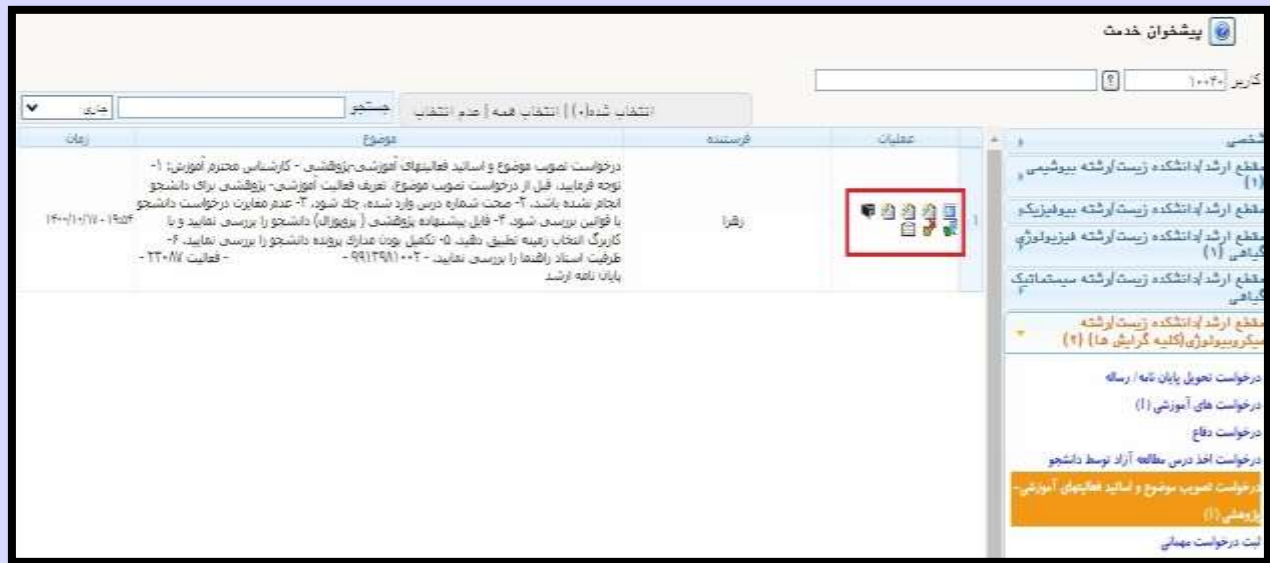 پیشخوان خدمت
کاربر ۱۰۰۴۰
انتخاب شده(۰) | انتخاب همه | عدم انتخاب جستجو جاری
عملیات فرستنده موضوع زمان
۱ زهرا
درخواست تصویب موضوع و اساتید فعالیتهای آموزشی-پژوهشی - کارشناس محترم آموزش: ۱-
توجه فرمایید، قبل از درخواست تصویب موضوع، تعریف فعالیت آموزشی- پژوهشی برای دانشجو
انجام شده باشد، ۲- صحت شماره درس وارد شده، چک شود، ۳- عدم مغایرت درخواست دانشجو
با قوانین بررسی شود، ۴- فایل پیشنهاده پژوهشی ( پروپوزال) دانشجو را بررسی نمایید و با
کاربرگ انتخاب زمینه تطبیق دهید، ۵- تکمیل بودن مدارک پرونده دانشجو را بررسی نمایید، ۶-
ظرفیت استاد راهنما را بررسی نمایید، - ۹۹۱۳۹۸۱۰۰۲ - - فعالیت ۲۳۰۸۷ -
پایان نامه ارشد
۱۴۰۰/۱۰/۱۷ - ۱۹:۵۴
شخصی
مقطع ارشد/دانشکده زیست/رشته بیوشیمی
(۱)
مقطع ارشد/دانشکده زیست/رشته بیوفیزیک
مقطع ارشد/دانشکده زیست/رشته فیزیولوژی
گیاهی (۱)
مقطع ارشد/دانشکده زیست/رشته سیستماتیک
گیاهی
مقطع ارشد/دانشکده زیست/رشته
میکروبیولوژی(کلیه گرایش ها) (۲)
درخواست تحویل پایان نامه/ رساله
درخواست های آموزشی (۱)
درخواست دفاع
درخواست اخذ درس مطالعه آزاد توسط دانشجو
درخواست تصویب موضوع و اساتید فعالیتهای آموزشی-
پژوهشی (۱)
ثبت درخواست مهمانی